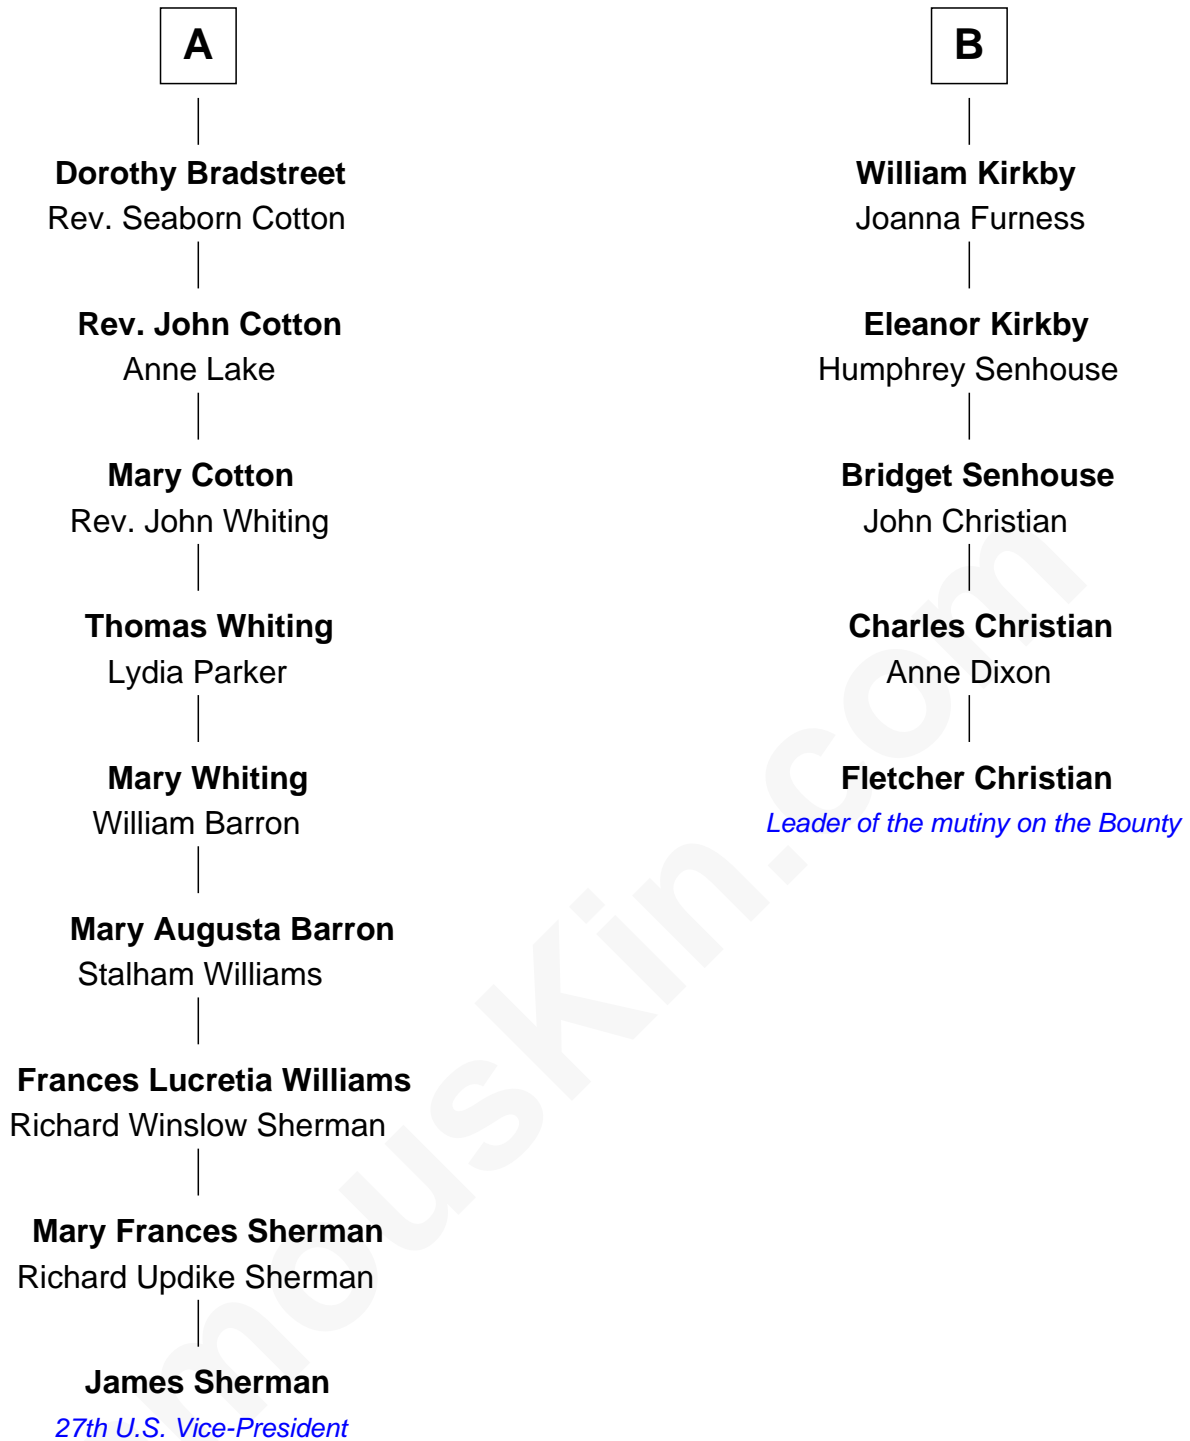 A
Dorothy Bradstreet
Rev. Seaborn Cotton
Rev. John Cotton
Anne Lake
Mary Cotton
Rev. John Whiting
Thomas Whiting
Lydia Parker
Mary Whiting
William Barron
Mary Augusta Barron
Stalham Williams
Frances Lucretia Williams
Richard Winslow Sherman
Mary Frances Sherman
Richard Updike Sherman
James Sherman
27th U.S. Vice-President
B
William Kirkby
Joanna Furness
Eleanor Kirkby
Humphrey Senhouse
Bridget Senhouse
John Christian
Charles Christian
Anne Dixon
Fletcher Christian
Leader of the mutiny on the Bounty
mousKin.com